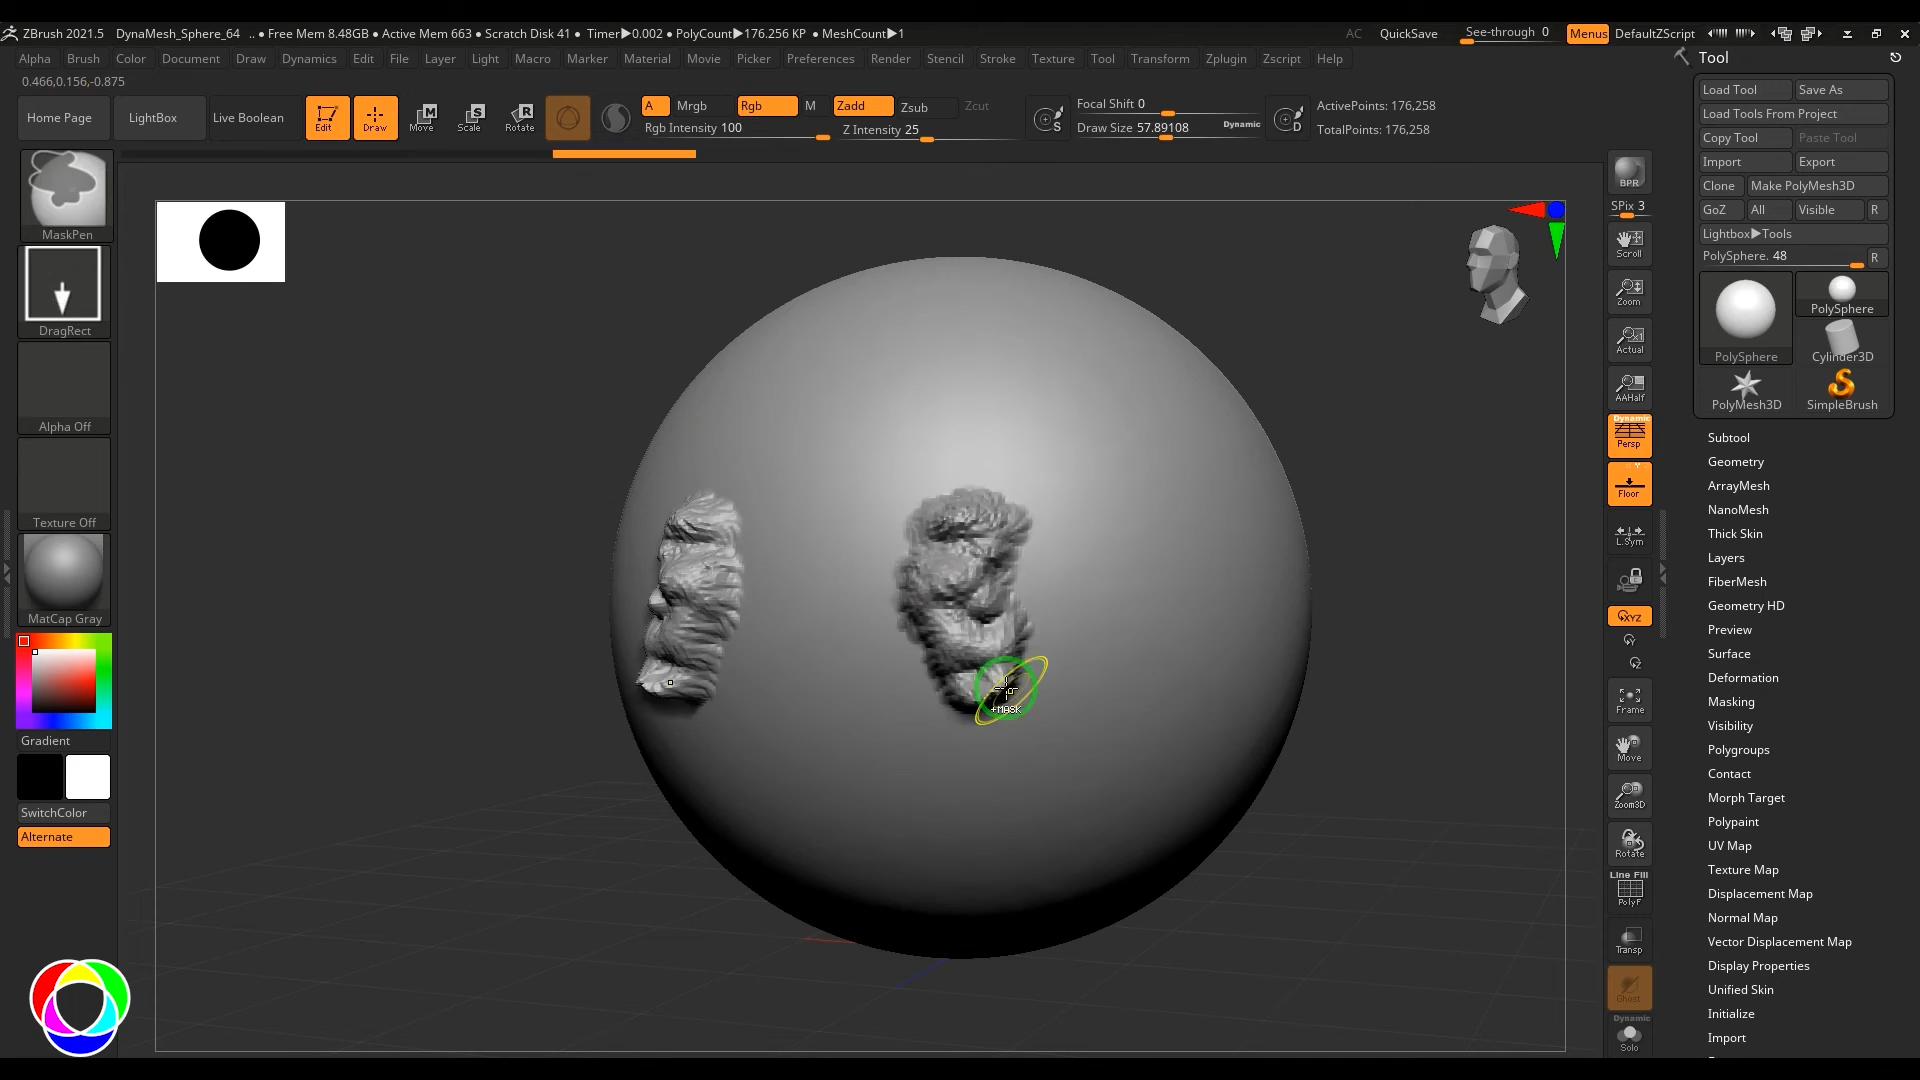 ZBrush 2021.5 DynaMesh_Sphere_64 .. ● Free Mem 8.48GB ● Active Mem 663 ● Scratch Disk 41 ● Timer▶0.002 ● PolyCount▶176.256 KP ● MeshCount▶1 AC QuickSave See-through 0 Menus DefaultZScript
Alpha Brush Color Document Draw Dynamics Edit File Layer Light Macro Marker Material Movie Picker Preferences Render Stencil Stroke Texture Tool Transform Zplugin Zscript Help
0.466,0.156,-0.875
Home Page LightBox Live Boolean Edit Draw Move Scale Rotate
M S R
A Mrgb Rgb M Zadd Zsub Zcut
Rgb Intensity 100 Z Intensity 25
S Focal Shift 0
Draw Size 57.89108 Dynamic
D ActivePoints: 176,258
TotalPoints: 176,258
MaskPen
DragRect
Alpha Off
Texture Off
MatCap Gray
Gradient
SwitchColor
Alternate
+MASK
BPR
SPix 3
Scroll
Zoom
Actual
AAHalf
Dynamic
Persp
Floor
L.Sym
XYZ
Y
Z
Frame
Move
Zoom3D
Rotate
Line Fill
PolyF
Transp
Ghost
Dynamic
Solo
Tool
Load Tool Save As
Load Tools From Project
Copy Tool Paste Tool
Import Export
Clone Make PolyMesh3D
GoZ All Visible R
Lightbox▶Tools
PolySphere. 48 R
PolySphere
PolySphere
Cylinder3D
PolyMesh3D SimpleBrush
Subtool
Geometry
ArrayMesh
NanoMesh
Thick Skin
Layers
FiberMesh
Geometry HD
Preview
Surface
Deformation
Masking
Visibility
Polygroups
Contact
Morph Target
Polypaint
UV Map
Texture Map
Displacement Map
Normal Map
Vector Displacement Map
Display Properties
Unified Skin
Initialize
Import